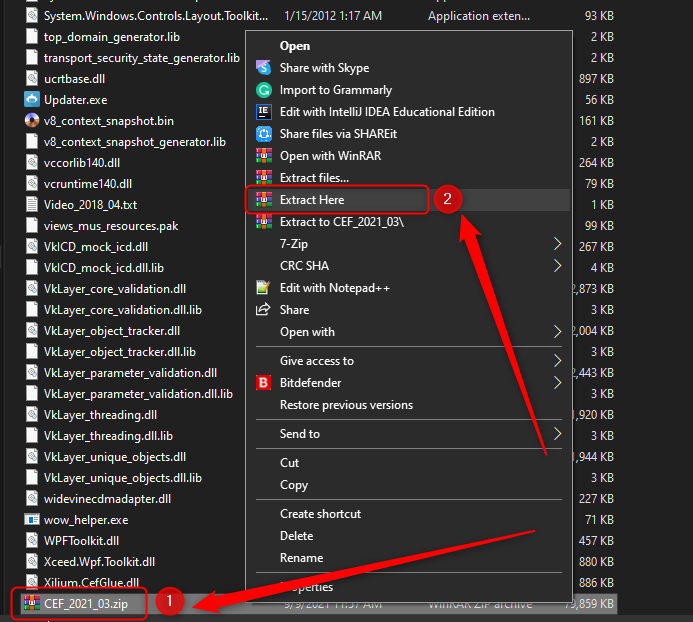 System.Windows.Controls.Layout.Toolkit... 1/15/2012 1:17 AM Application exten... 93 KB
top_domain_generator.lib 2 KB
transport_security_state_generator.lib 2 KB
ucrtbase.dll 897 KB
Updater.exe 56 KB
v8_context_snapshot.bin 161 KB
v8_context_snapshot_generator.lib 2 KB
vccorlib140.dll 264 KB
vcruntime140.dll 79 KB
Video_2018_04.txt 1 KB
views_mus_resources.pak 99 KB
VkICD_mock_icd.dll 267 KB
VkICD_mock_icd.dll.lib 4 KB
VkLayer_core_validation.dll 2,873 KB
VkLayer_core_validation.dll.lib 3 KB
VkLayer_object_tracker.dll 2,004 KB
VkLayer_object_tracker.dll.lib 3 KB
VkLayer_parameter_validation.dll 2,443 KB
VkLayer_parameter_validation.dll.lib 3 KB
VkLayer_threading.dll ,920 KB
VkLayer_threading.dll.lib 3 KB
VkLayer_unique_objects.dll ,944 KB
VkLayer_unique_objects.dll.lib 3 KB
widevinecdmadapter.dll 227 KB
wow_helper.exe 71 KB
WPFToolkit.dll 457 KB
Xceed.Wpf.Toolkit.dll 880 KB
Xilium.CefGlue.dll 886 KB
CEF_2021_03.zip 1 9/9/2021 11:57 AM WinRAR ZIP archive 79,859 KB
Open
Share with Skype
Import to Grammarly
Edit with IntelliJ IDEA Educational Edition
Share files via SHAREit
Open with WinRAR
Extract files...
Extract Here 2
Extract to CEF_2021_03\
7-Zip
CRC SHA
Edit with Notepad++
Share
Open with
Give access to
Bitdefender
Restore previous versions
Send to
Cut
Copy
Create shortcut
Delete
Rename
Properties